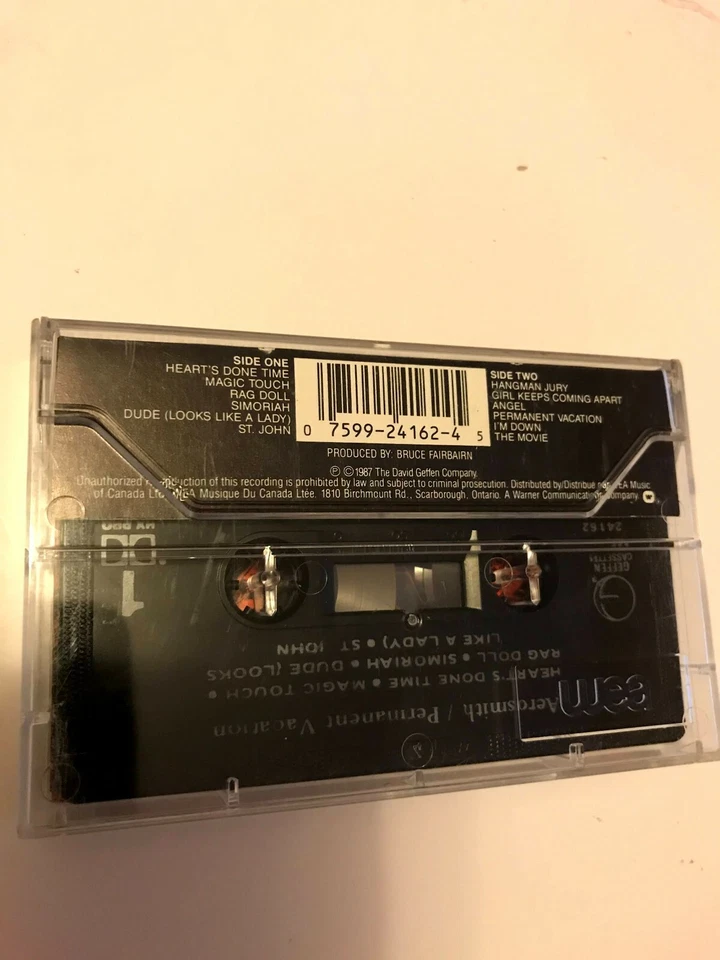 SIDE ONE
HEART'S DONE TIME
MAGIC TOUCH
RAG DOLL
SIMORIAH
DUDE (LOOKS LIKE A LADY)
ST. JOHN
0 7599-24162-4 5
SIDE TWO
HANGMAN JURY
GIRL KEEPS COMING APART
ANGEL
PERMANENT VACATION
I'M DOWN
THE MOVIE
PRODUCED BY: BRUCE FAIRBAIRN
Ⓟ ©1987 The David Geffen Company.
Unauthorized reproduction of this recording is prohibited by law and subject to criminal prosecution. Distributed by/Distribué par WEA Music
of Canada Ltd./WEA Musique Du Canada Ltée. 1810 Birchmount Rd., Scarborough, Ontario. A Warner Communications Company.
Aerosmith / Permanent Vacation
HEART'S DONE TIME • MAGIC TOUCH •
RAG DOLL • SIMORIAH • DUDE (LOOKS
LIKE A LADY) • ST. JOHN
GEFFEN
24162
1
wea